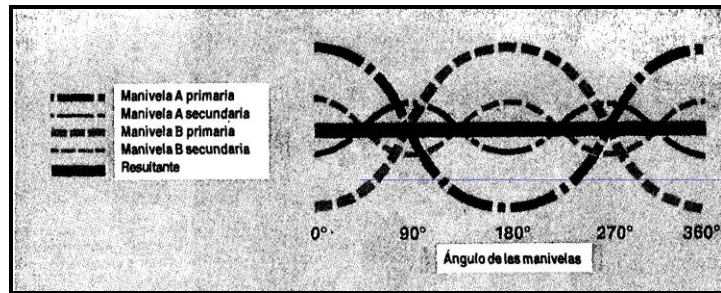 Manivela A primaria
Manivela A secundaria
Manivela B primaria
Manivela B secundaria
Resultante
0° 90° 180° 270° 360°
Ángulo de las manivelas